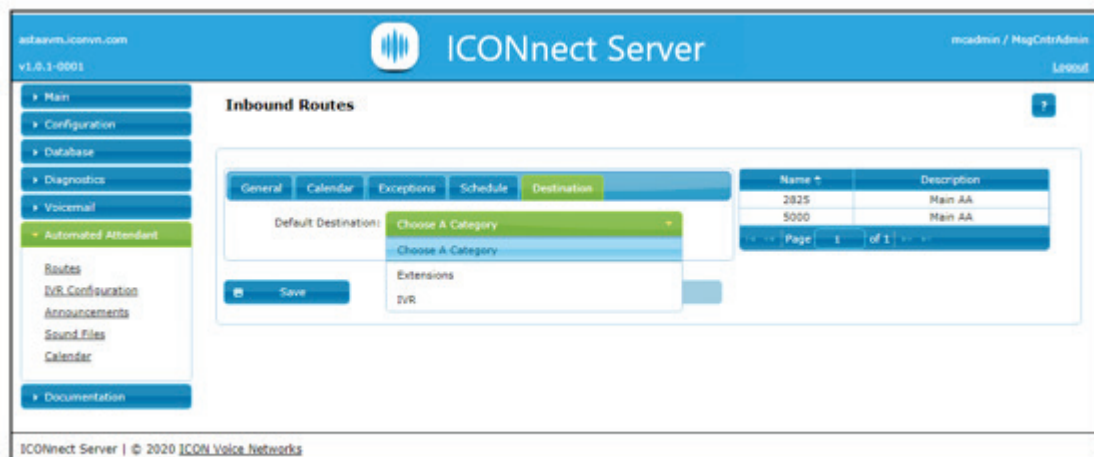 astaavm.iconvn.com
v1.0.1-0001
ICONnect Server
mcadmin / MsgCntrAdmin
Logout
Main
Configuration
Database
Diagnostics
Voicemail
Automated Attendant
Routes
IVR Configuration
Announcements
Sound Files
Calendar
Documentation
Inbound Routes
?
General Calendar Exceptions Schedule Destination
Default Destination: Choose A Category
Choose A Category
Extensions
IVR
Save
Name Description
2825 Main AA
5000 Main AA
Page 1 of 1
ICONnect Server | © 2020 ICON Voice Networks